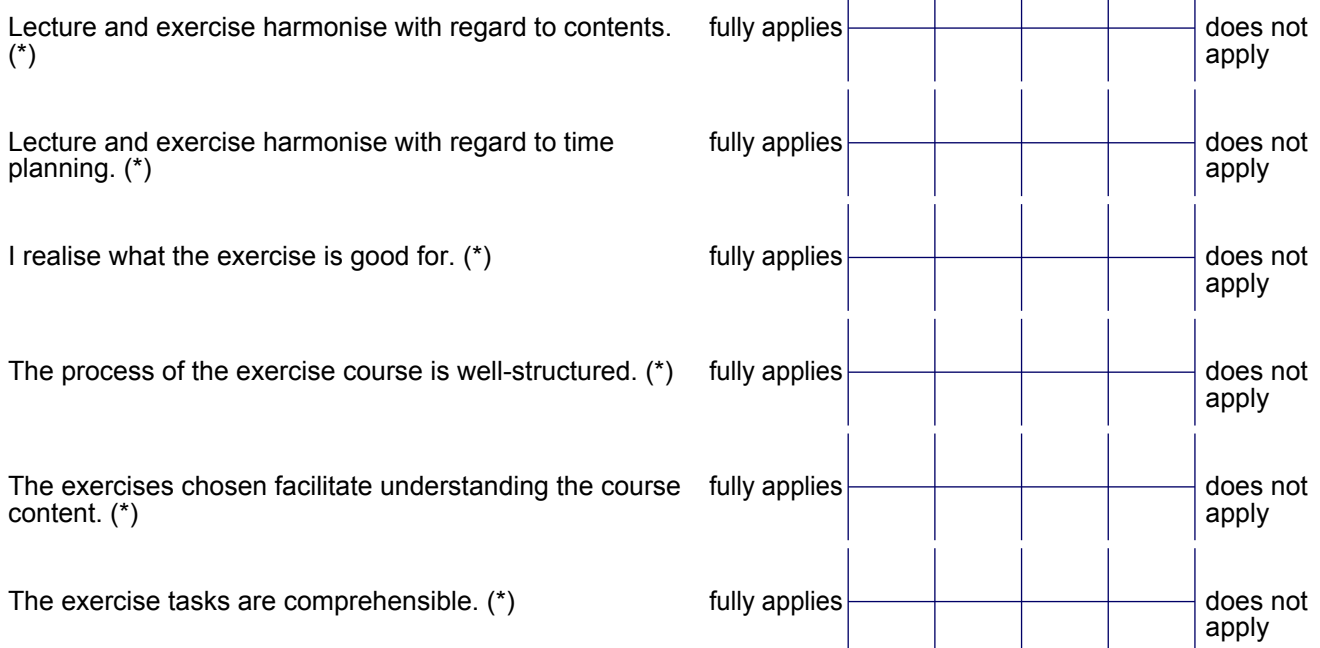 Lecture and exercise harmonise with regard to contents. fully applies does not
(*) apply
Lecture and exercise harmonise with regard to time fully applies does not
planning. (*) apply
I realise what the exercise is good for. (*) fully applies does not
apply
The process of the exercise course is well-structured. (*) fully applies does not
apply
The exercises chosen facilitate understanding the course fully applies does not
content. (*) apply
The exercise tasks are comprehensible. (*) fully applies does not
apply